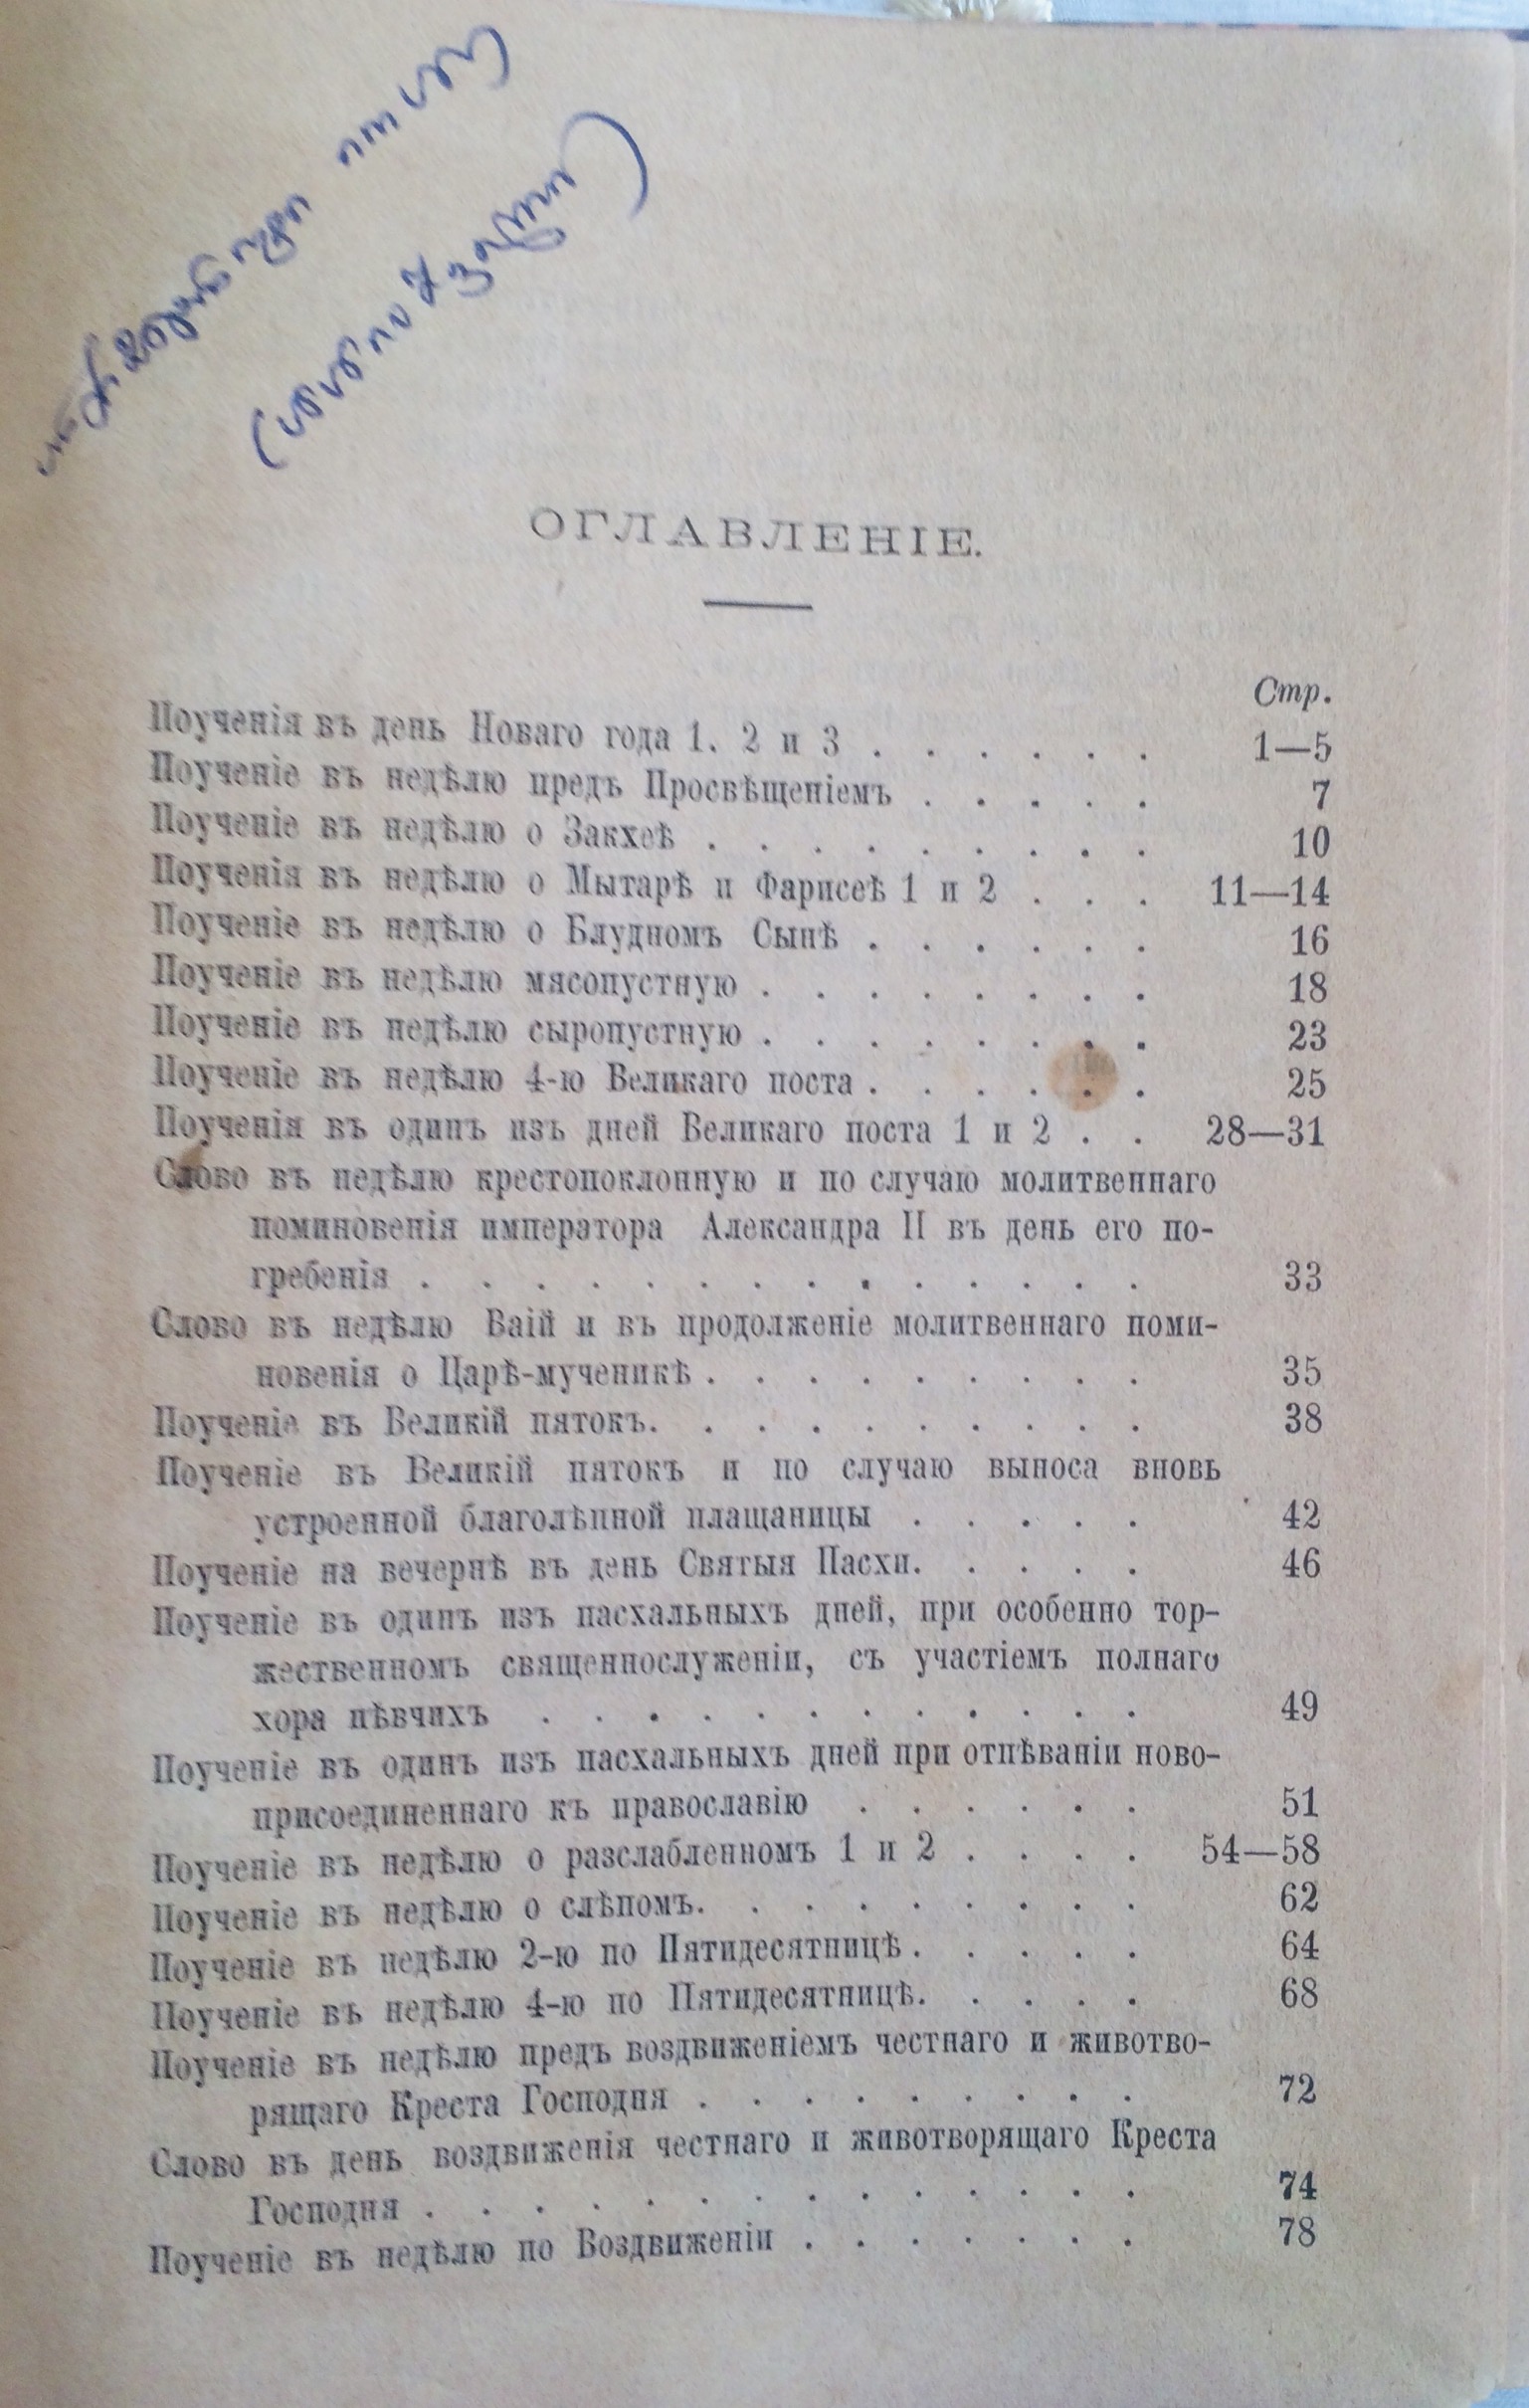 ОГЛАВЛЕНІЕ.
Стр.
Поученія въ день Новаго года 1. 2 и 3 . . . . . . 1—5
Поученіе въ недѣлю предъ Просвѣщеніемъ . . . . . 7
Поученіе въ недѣлю о Закхеѣ . . . . . . . . . 10
Поученія въ недѣлю о Мытарѣ и Фарисеѣ 1 и 2 . . . 11—14
Поученіе въ недѣлю о Блудномъ Сынѣ . . . . . . 16
Поученіе въ недѣлю мясопустную . . . . . . . . 18
Поученіе въ недѣлю сыропустную . . . . . . . . 23
Поученіе въ недѣлю 4-ю Великаго поста . . . . . . 25
Поученія въ одинъ изъ дней Великаго поста 1 и 2 . . 28—31
Слово въ недѣлю крестопоклонную и по случаю молитвеннаго
поминовенія императора Александра II въ день его по-
гребенія . . . . . . . . . . . . . . 33
Слово въ недѣлю Ваій и въ продолженіе молитвеннаго поми-
новенія о Царѣ-мученикѣ . . . . . . . . . 35
Поученіе въ Великій пятокъ. . . . . . . . . . 38
Поученіе въ Великій пятокъ и по случаю выноса вновь
устроенной благолѣпной плащаницы . . . . . 42
Поученіе на вечернѣ въ день Святыя Пасхи. . . . . 46
Поученіе въ одинъ изъ пасхальныхъ дней, при особенно тор-
жественномъ священнослуженіи, съ участіемъ полнаго
хора пѣвчихъ . . . . . . . . . . . . 49
Поученіе въ одинъ изъ пасхальныхъ дней при отпѣваніи ново-
присоединеннаго къ православію . . . . . . 51
Поученіе въ недѣлю о разслабленномъ 1 и 2 . . . . 54—58
Поученіе въ недѣлю о слѣпомъ. . . . . . . . . 62
Поученіе въ недѣлю 2-ю по Пятидесятницѣ . . . . . 64
Поученіе въ недѣлю 4-ю по Пятидесятницѣ. . . . . 68
Поученіе въ недѣлю предъ воздвиженіемъ честнаго и животво-
рящаго Креста Господня . . . . . . . . . 72
Слово въ день воздвиженія честнаго и животворящаго Креста
Господня . . . . . . . . . . . . . . 74
Поученіе въ недѣлю по Воздвиженіи . . . . . . . 78